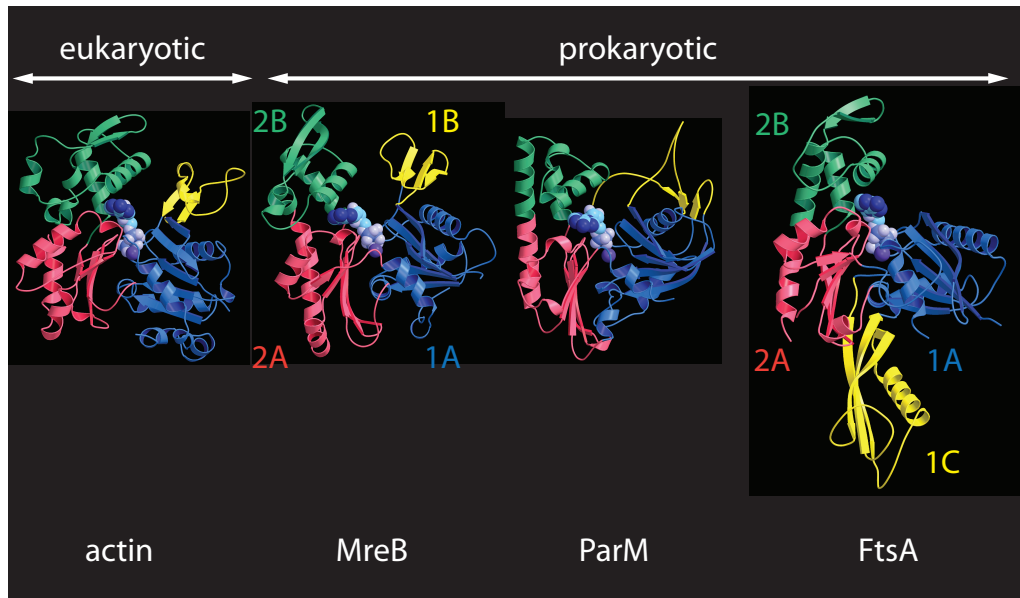 eukaryotic
prokaryotic
2B
1B
2B
2A
1A
2A
1A
1C
actin
MreB
ParM
FtsA